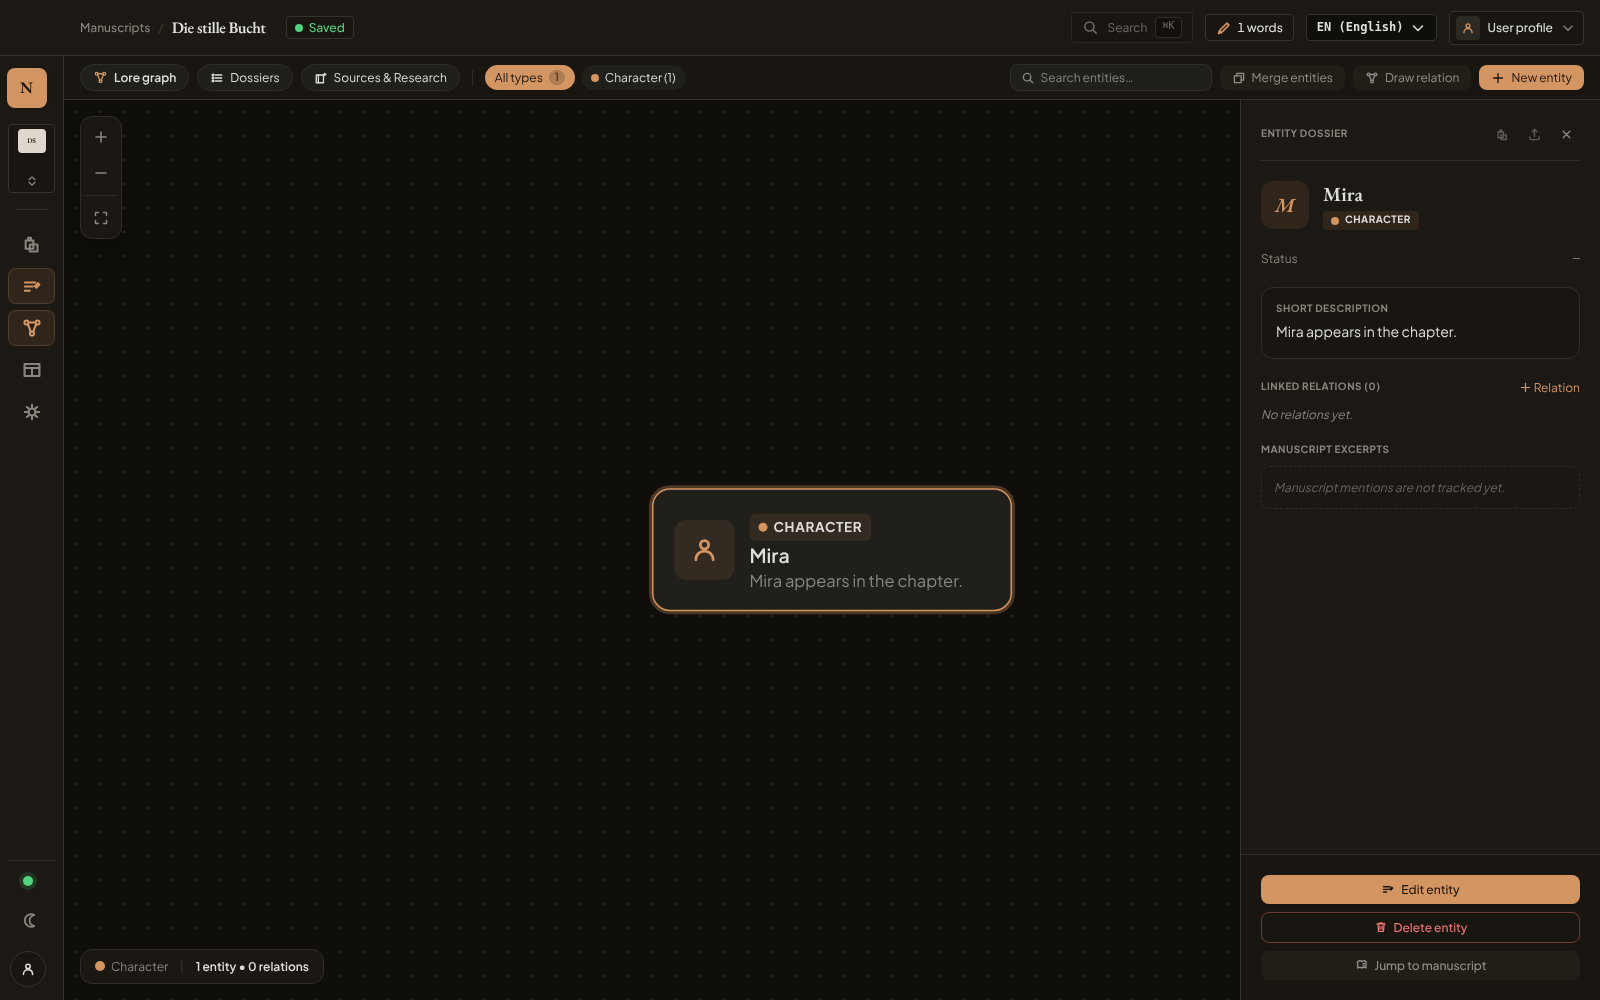 Manuscripts / Die stille Bucht
Saved
Search ⌘K
1 words
EN (English)
User profile
N
DS
Lore graph
Dossiers
Sources & Research
All types 1
Character (1)
Search entities...
Merge entities
Draw relation
+ New entity
ENTITY DOSSIER
M
Mira
CHARACTER
Status –
SHORT DESCRIPTION
Mira appears in the chapter.
LINKED RELATIONS (0)
+ Relation
No relations yet.
MANUSCRIPT EXCERPTS
Manuscript mentions are not tracked yet.
CHARACTER
Mira
Mira appears in the chapter.
Character
1 entity • 0 relations
Edit entity
Delete entity
Jump to manuscript